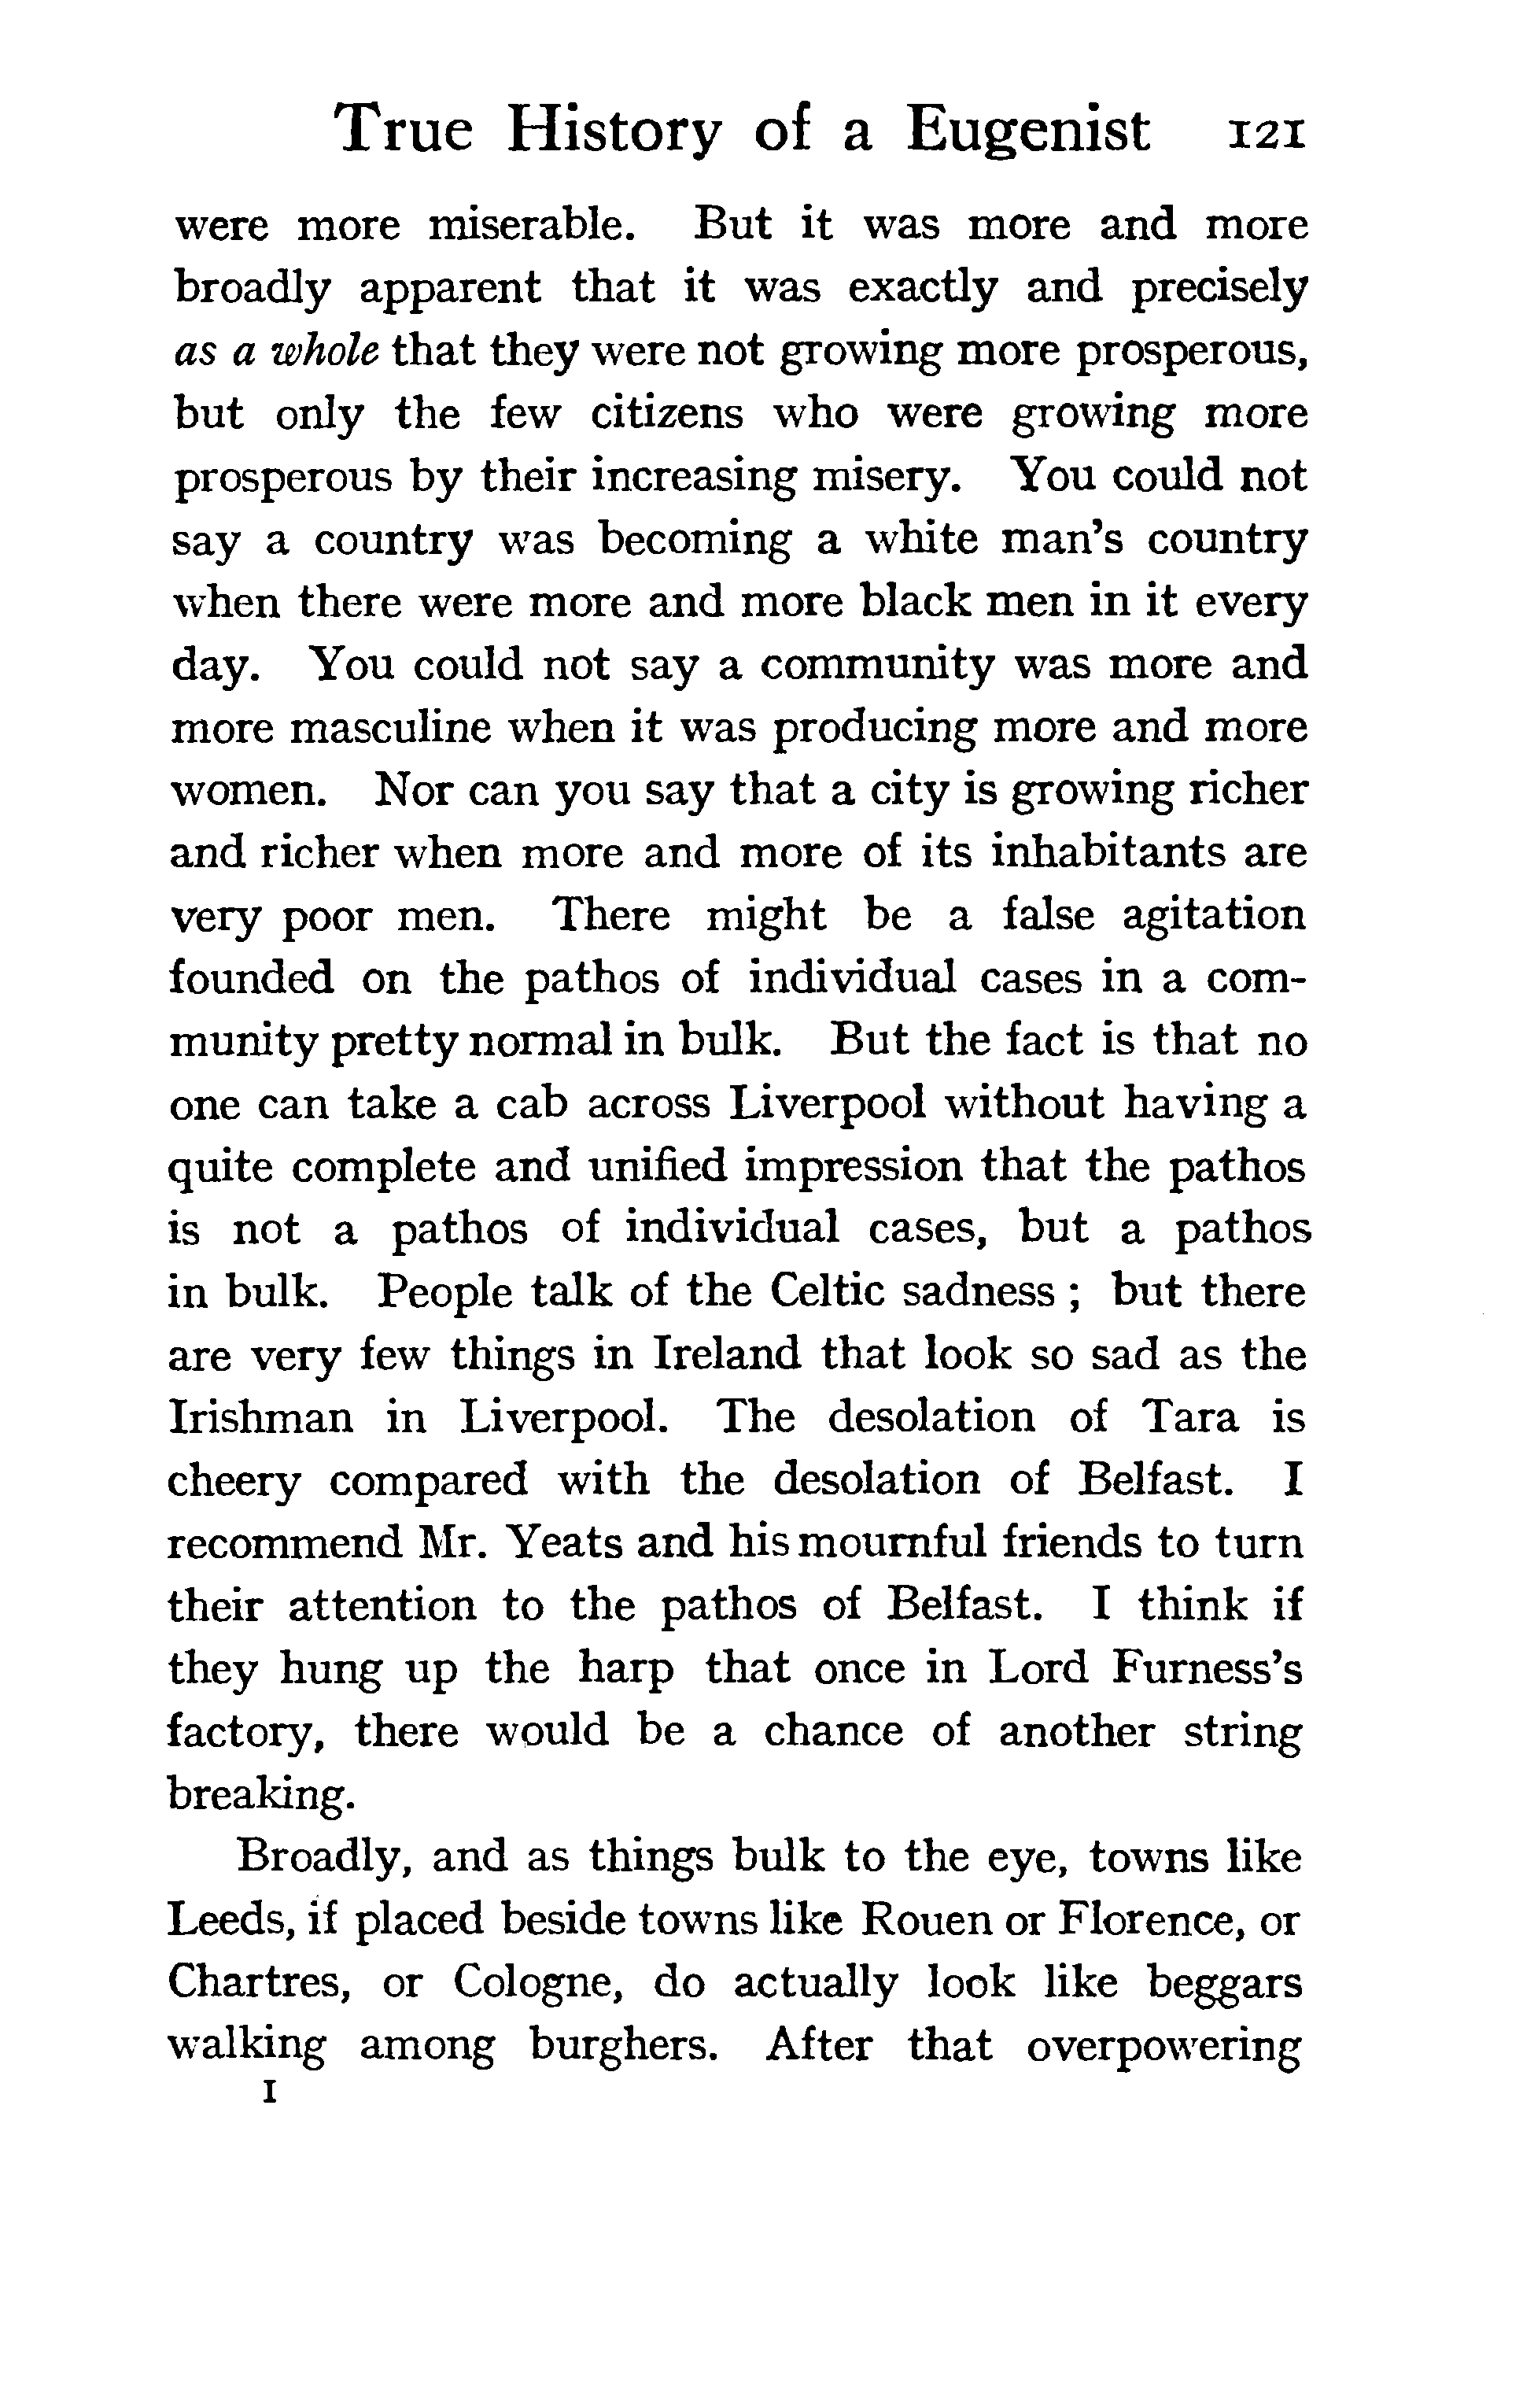 True History of a Eugenist 121
were more miserable. But it was more and more
broadly apparent that it was exactly and precisely
as a whole that they were not growing more prosperous,
but only the few citizens who were growing more
prosperous by their increasing misery. You could not
say a country was becoming a white man's country
when there were more and more black men in it every
day. You could not say a community was more and
more masculine when it was producing more and more
women. Nor can you say that a city is growing richer
and richer when more and more of its inhabitants are
very poor men. There might be a false agitation
founded on the pathos of individual cases in a com-
munity pretty normal in bulk. But the fact is that no
one can take a cab across Liverpool without having a
quite complete and unified impression that the pathos
is not a pathos of individual cases, but a pathos
in bulk. People talk of the Celtic sadness ; but there
are very few things in Ireland that look so sad as the
Irishman in Liverpool. The desolation of Tara is
cheery compared with the desolation of Belfast. I
recommend Mr. Yeats and his mournful friends to turn
their attention to the pathos of Belfast. I think if
they hung up the harp that once in Lord Furness's
factory, there would be a chance of another string
breaking.
Broadly, and as things bulk to the eye, towns like
Leeds, if placed beside towns like Rouen or Florence, or
Chartres, or Cologne, do actually look like beggars
walking among burghers. After that overpowering
I